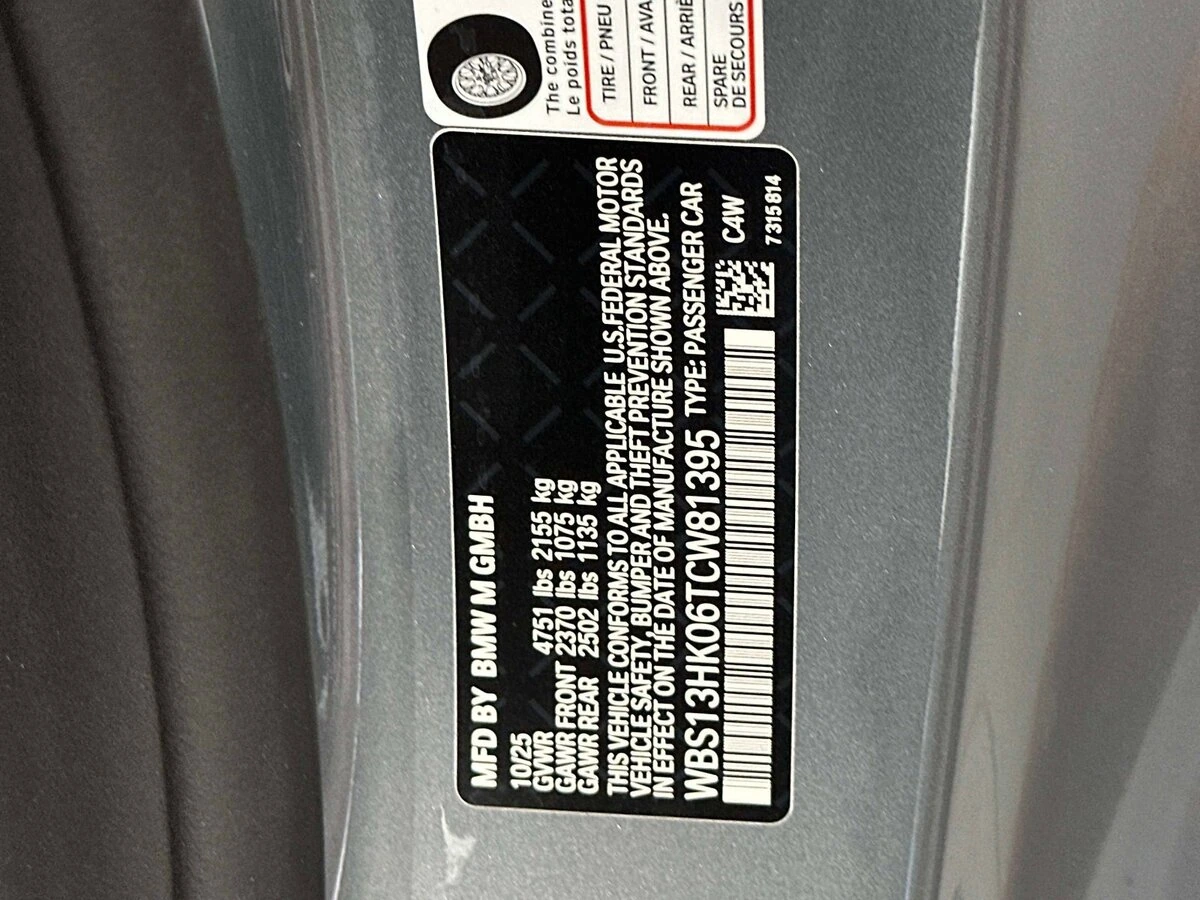 The combine
Le poids tota
TIRE / PNEU
FRONT / AVA
REAR / ARRIÈ
SPARE
DE SECOURS
MFD BY BMW M GMBH
10/25
GVWR 4751 lbs 2155 kg
GAWR FRONT 2370 lbs 1075 kg
GAWR REAR 2502 lbs 1135 kg
THIS VEHICLE CONFORMS TO ALL APPLICABLE U.S.FEDERAL MOTOR
VEHICLE SAFETY, BUMPER AND THEFT PREVENTION STANDARDS
IN EFFECT ON THE DATE OF MANUFACTURE SHOWN ABOVE.
WBS13HK06TCW81395 TYPE: PASSENGER CAR
C4W
7315814